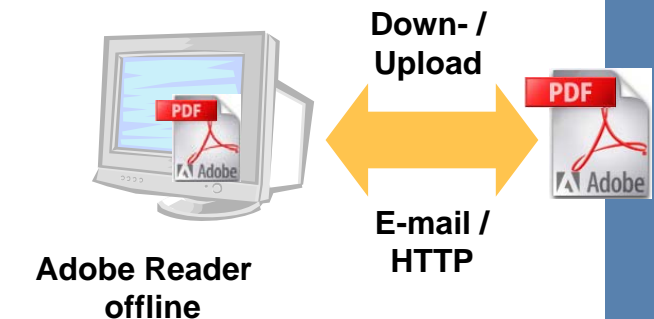 Down- /
Upload
PDF
Adobe
PDF
Adobe
E-mail /
HTTP
Adobe Reader
offline